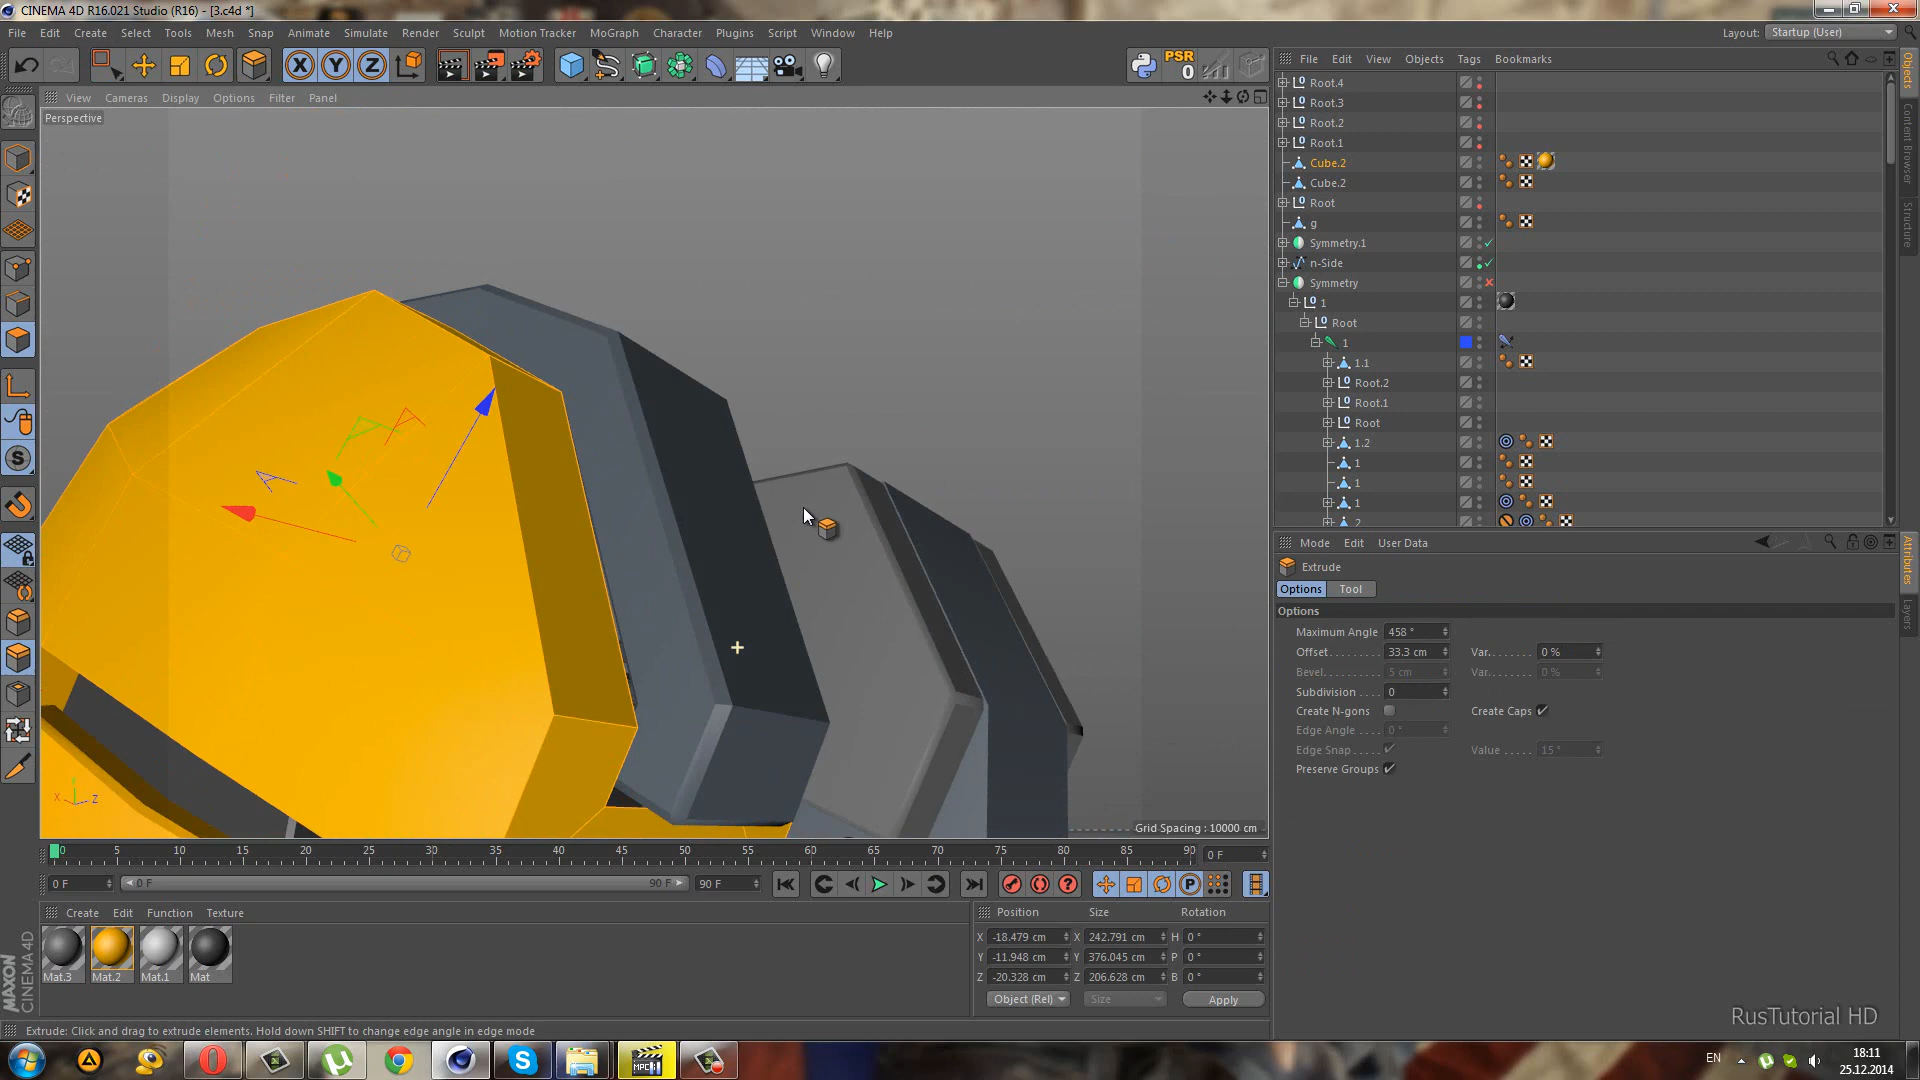 CINEMA 4D R16.021 Studio (R16) - [3.c4d *]
File Edit Create Select Tools Mesh Snap Animate Simulate Render Sculpt Motion Tracker MoGraph Character Plugins Script Window Help
Layout: Startup (User)
X Y Z PSR 0
File Edit View Objects Tags Bookmarks
View Cameras Display Options Filter Panel
Perspective
Root.4
Root.3
Root.2
Root.1
Cube.2
Cube.2
Root
g
Symmetry.1
n-Side
Symmetry
1
Root
1
1.1
Root.2
Root.1
Root
1.2
1
1
1
2
Objects
Content Browser
Structure
Attributes
Layers
Mode Edit User Data
Extrude
Options Tool
Options
Maximum Angle 458 °
Offset 33.3 cm Var. 0 %
Bevel 5 cm Var. 0 %
Subdivision 0
Create N-gons Create Caps
Edge Angle 0 °
Edge Snap Value 15 °
Preserve Groups
X Z
Grid Spacing : 10000 cm
0 5 10 15 20 25 30 35 40 45 50 55 60 65 70 75 80 85 90 0 F
0 F 0 F 90 F 90 F
Create Edit Function Texture
Mat.3 Mat.2 Mat.1 Mat
Position Size Rotation
X -18.479 cm X 242.791 cm H 0 °
Y -11.948 cm Y 376.045 cm P 0 °
Z -20.328 cm Z 206.628 cm B 0 °
Object (Rel) Size Apply
MAXON
CINEMA 4D
Extrude: Click and drag to extrude elements. Hold down SHIFT to change edge angle in edge mode
RusTutorial HD
EN
18:11
25.12.2014